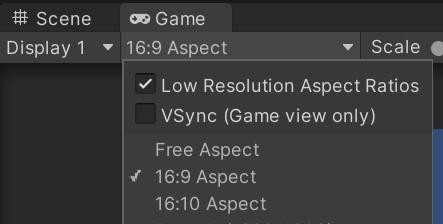 Scene Game
Display 1 16:9 Aspect Scale
Low Resolution Aspect Ratios
VSync (Game view only)
Free Aspect
16:9 Aspect
16:10 Aspect